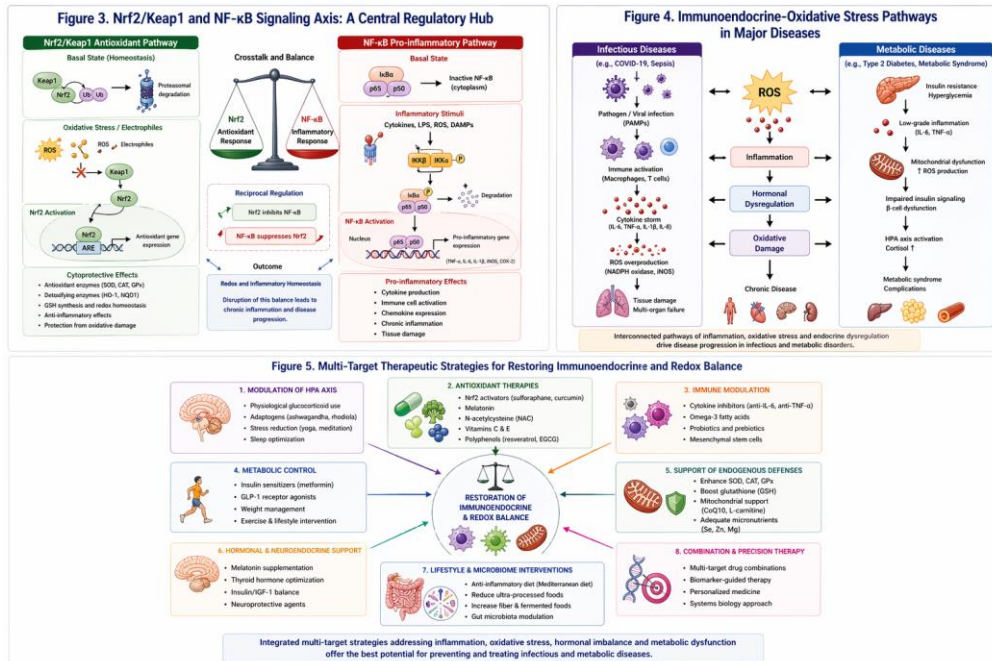 Figure 3. Nrf2/Keap1 and NF-κB Signaling Axis: A Central Regulatory Hub
Nrf2/Keap1 Antioxidant Pathway
Basal State (Homeostasis)
Keap1
Nrf2
Ub
Ub
Proteasomal
degradation
Oxidative Stress / Electrophiles
ROS
ROS
Electrophiles
Keap1
Nrf2
Nrf2 Activation
Nrf2
ARE
Antioxidant gene
expression
Cytoprotective Effects
• Antioxidant enzymes (SOD, CAT, GPx)
• Detoxifying enzymes (HO-1, NQO1)
• GSH synthesis and redox homeostasis
• Anti-inflammatory effects
• Protection from oxidative damage
Crosstalk and Balance
Nrf2
Antioxidant
Response
NF-κB
Inflammatory
Response
Reciprocal Regulation
Nrf2 inhibits NF-κB
NF-κB suppresses Nrf2
Outcome
Redox and Inflammatory Homeostasis
Disruption of this balance leads to
chronic inflammation and disease
progression.
NF-κB Pro-inflammatory Pathway
Basal State
IκBα
p65
p50
Inactive NF-κB
(cytoplasm)
Inflammatory Stimuli
Cytokines, LPS, ROS, DAMPs
IKKβ
IKKα
P
IκBα
P
p65
p50
Degradation
NF-κB Activation
Nucleus
p65
p50
Pro-inflammatory gene
expression
(TNF-α, IL-6, IL-1β, iNOS, COX-2)
Pro-inflammatory Effects
• Cytokine production
• Immune cell activation
• Chemokine expression
• Chronic inflammation
• Tissue damage
Figure 4. Immunoendocrine-Oxidative Stress Pathways
in Major Diseases
Infectious Diseases
(e.g., COVID-19, Sepsis)
Pathogen / Viral infection
(PAMPs)
Immune activation
(Macrophages, T cells)
Cytokine storm
(IL-6, TNF-α, IL-1β, IL-8)
ROS overproduction
(NADPH oxidase, iNOS)
Tissue damage
Multi-organ failure
ROS
Inflammation
Hormonal
Dysregulation
Oxidative
Damage
Chronic Disease
Metabolic Diseases
(e.g., Type 2 Diabetes, Metabolic Syndrome)
Insulin resistance
Hyperglycemia
Low-grade inflammation
(IL-6, TNF-α)
Mitochondrial dysfunction
↑ ROS production
Impaired insulin signaling
β-cell dysfunction
HPA axis activation
Cortisol ↑
Metabolic syndrome
Complications
Interconnected pathways of inflammation, oxidative stress and endocrine dysregulation
drive disease progression in infectious and metabolic disorders.
Figure 5. Multi-Target Therapeutic Strategies for Restoring Immunoendocrine and Redox Balance
1. MODULATION OF HPA AXIS
• Physiological glucocorticoid use
• Adaptogens (ashwagandha, rhodiola)
• Stress reduction (yoga, meditation)
• Sleep optimization
2. ANTIOXIDANT THERAPIES
• Nrf2 activators (sulforaphane, curcumin)
• Melatonin
• N-acetylcysteine (NAC)
• Vitamins C & E
• Polyphenols (resveratrol, EGCG)
3. IMMUNE MODULATION
• Cytokine inhibitors (anti-IL-6, anti-TNF-α)
• Omega-3 fatty acids
• Probiotics and prebiotics
• Mesenchymal stem cells
4. METABOLIC CONTROL
• Insulin sensitizers (metformin)
• GLP-1 receptor agonists
• Weight management
• Exercise & lifestyle intervention
RESTORATION OF
IMMUNOENDOCRINE
& REDOX BALANCE
5. SUPPORT OF ENDOGENOUS DEFENSES
• Enhance SOD, CAT, GPx
• Boost glutathione (GSH)
• Mitochondrial support
(CoQ10, L-carnitine)
• Adequate micronutrients
(Se, Zn, Mg)
6. HORMONAL & NEUROENDOCRINE SUPPORT
• Melatonin supplementation
• Thyroid hormone optimization
• Insulin/IGF-1 balance
• Neuroprotective agents
7. LIFESTYLE & MICROBIOME INTERVENTIONS
• Anti-inflammatory diet (Mediterranean diet)
• Reduce ultra-processed foods
• Increase fiber & fermented foods
• Gut microbiota modulation
8. COMBINATION & PRECISION THERAPY
• Multi-target drug combinations
• Biomarker-guided therapy
• Personalized medicine
• Systems biology approach
Integrated multi-target strategies addressing inflammation, oxidative stress, hormonal imbalance and metabolic dysfunction
offer the best potential for preventing and treating infectious and metabolic diseases.